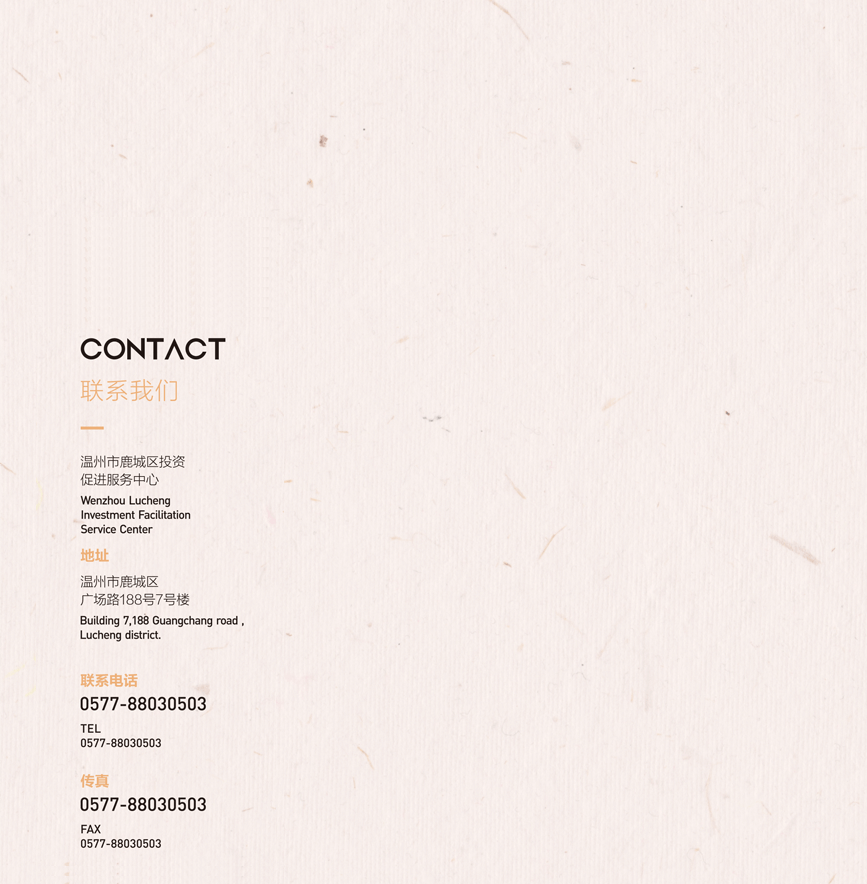 CONTACT
联系我们
温州市鹿城区投资
促进服务中心
Wenzhou Lucheng
Investment Facilitation
Service Center
地址
温州市鹿城区
广场路188号7号楼
Building 7,188 Guangchang road ,
Lucheng district.
联系电话
0577-88030503
TEL
0577-88030503
传真
0577-88030503
FAX
0577-88030503